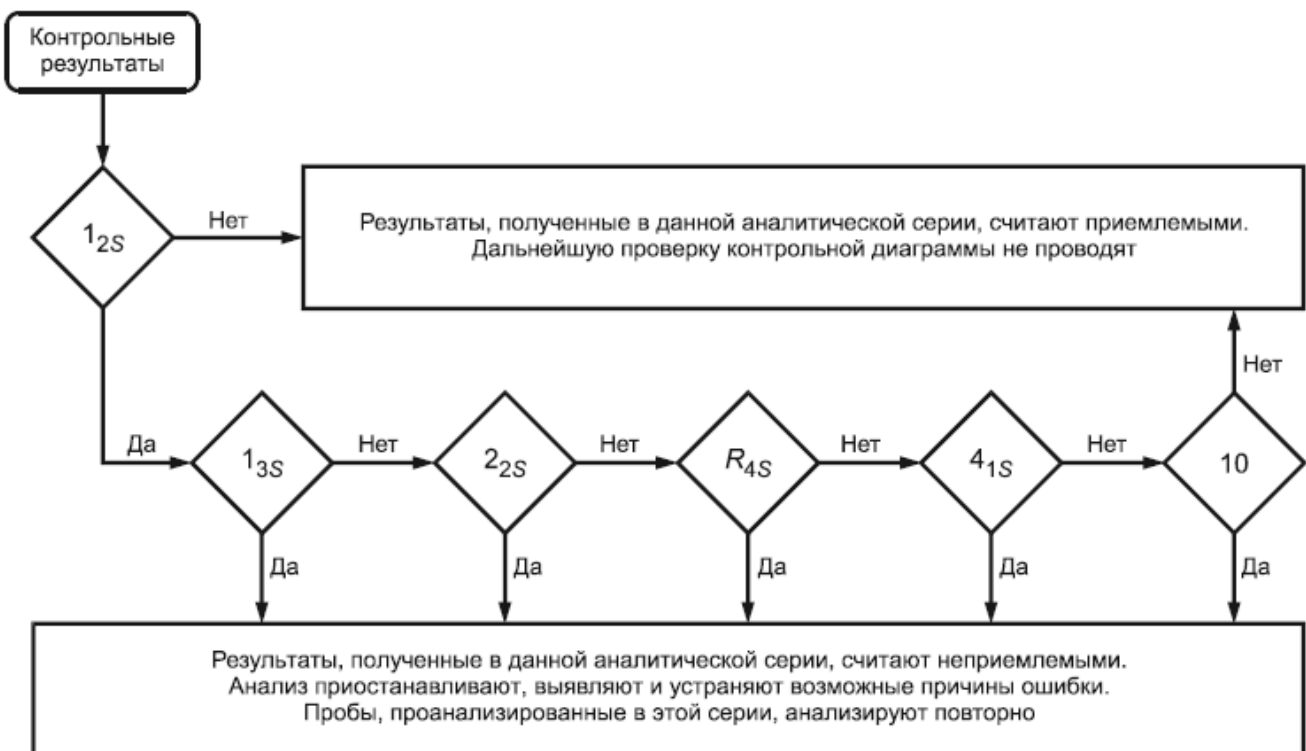 Контрольные
результаты
1₂S
Нет
Результаты, полученные в данной аналитической серии, считают приемлемыми.
Дальнейшую проверку контрольной диаграммы не проводят
Нет
Да
1₃S
Нет
2₂S
Нет
R₄S
Нет
4₁S
Нет
10
Да
Да
Да
Да
Да
Результаты, полученные в данной аналитической серии, считают неприемлемыми.
Анализ приостанавливают, выявляют и устраняют возможные причины ошибки.
Пробы, проанализированные в этой серии, анализируют повторно